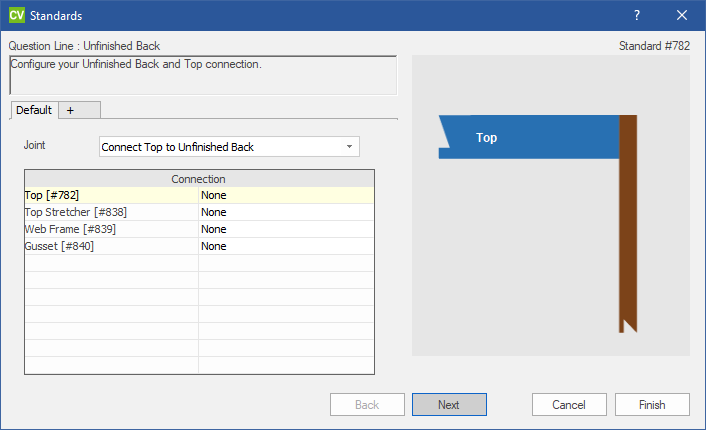 CV Standards ?
Question Line : Unfinished Back Standard #782
Configure your Unfinished Back and Top connection.
Default +
Joint Connect Top to Unfinished Back
Connection
Top [#782] None
Top Stretcher [#838] None
Web Frame [#839] None
Gusset [#840] None
Top
Back Next Cancel Finish